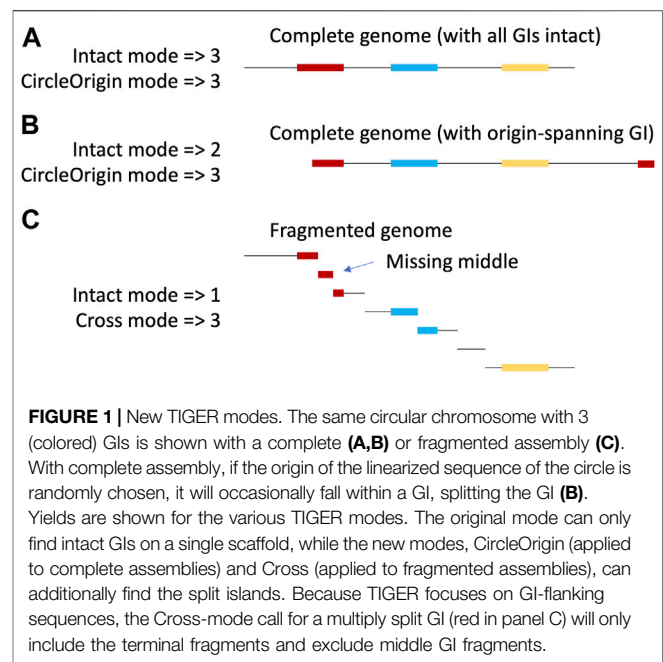 A
Complete genome (with all GIs intact)
Intact mode => 3
CircleOrigin mode => 3
B
Complete genome (with origin-spanning GI)
Intact mode => 2
CircleOrigin mode => 3
C
Fragmented genome
Missing middle
Intact mode => 1
Cross mode => 3
FIGURE 1 | New TIGER modes. The same circular chromosome with 3
(colored) GIs is shown with a complete (A,B) or fragmented assembly (C).
With complete assembly, if the origin of the linearized sequence of the circle is
randomly chosen, it will occasionally fall within a GI, splitting the GI (B).
Yields are shown for the various TIGER modes. The original mode can only
find intact GIs on a single scaffold, while the new modes, CircleOrigin (applied
to complete assemblies) and Cross (applied to fragmented assemblies), can
additionally find the split islands. Because TIGER focuses on GI-flanking
sequences, the Cross-mode call for a multiply split GI (red in panel C) will only
include the terminal fragments and exclude middle GI fragments.